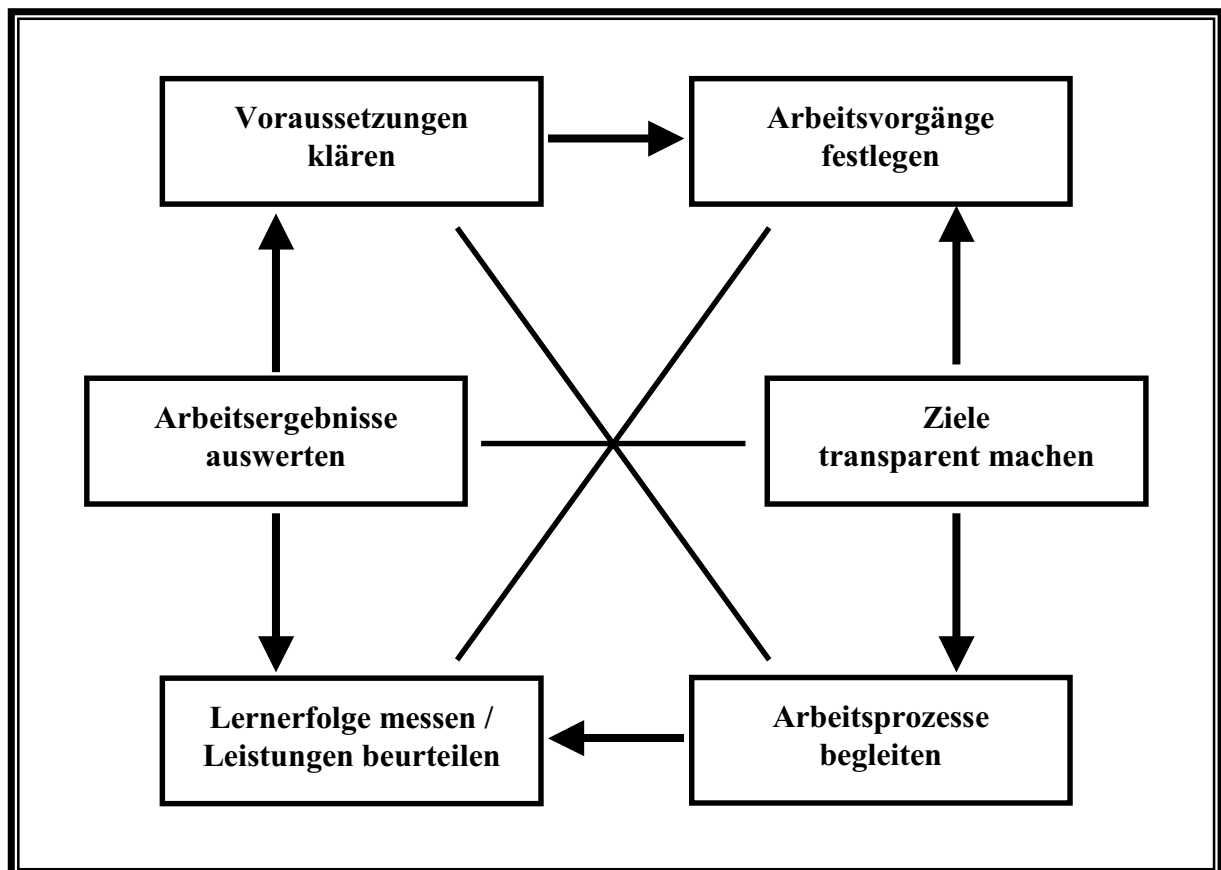 Voraussetzungen
klären
Arbeitsvorgänge
festlegen
Arbeitsergebnisse
auswerten
Ziele
transparent machen
Lernerfolge messen /
Leistungen beurteilen
Arbeitsprozesse
begleiten